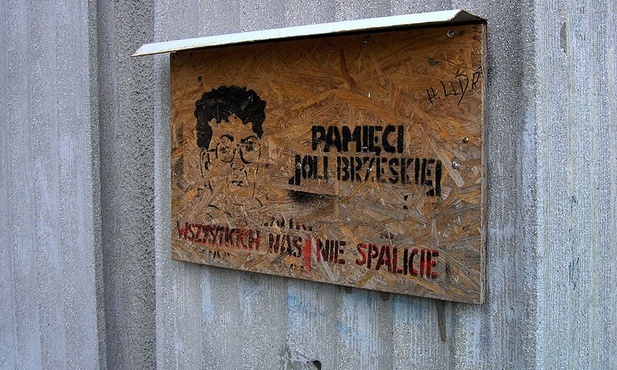 PAMIĘCI
JOLI BRZESKIEJ
WSZYSTKICH NAS NIE SPALICIE